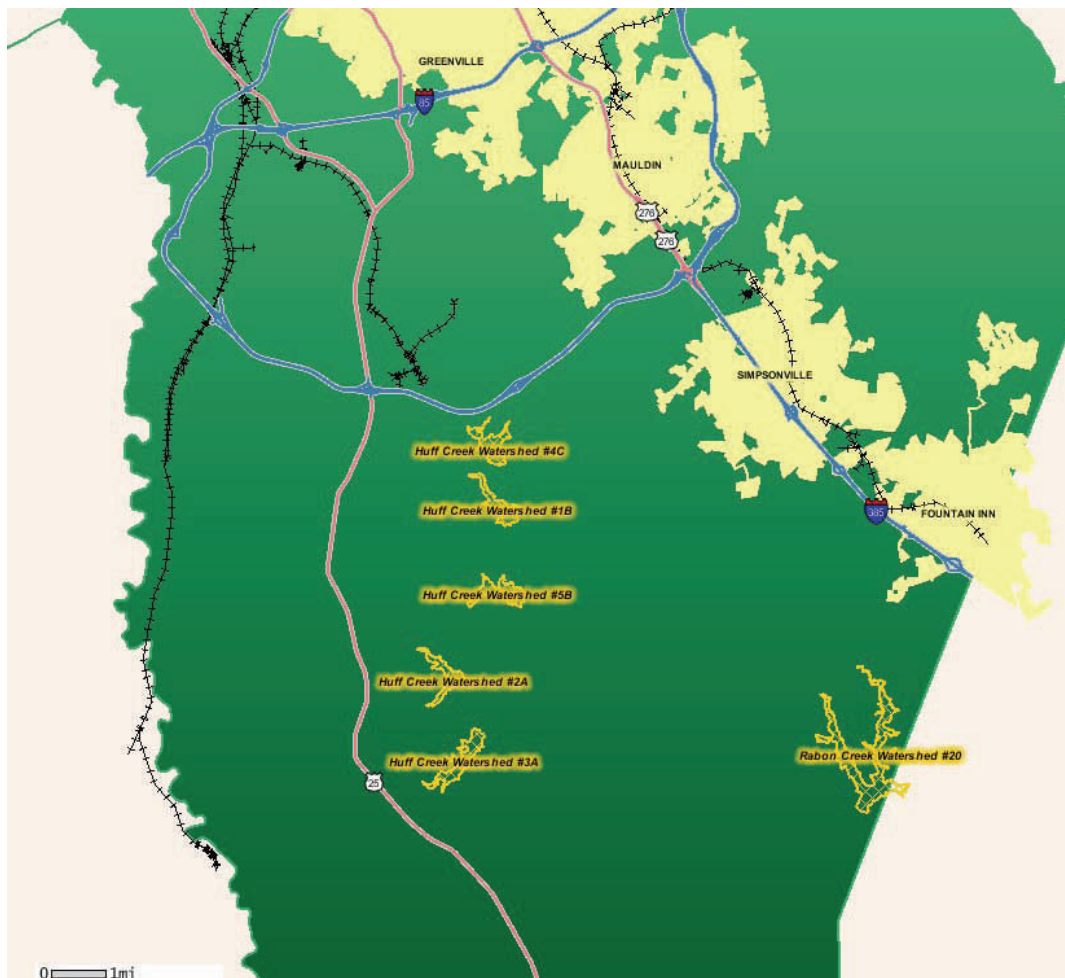 GREENVILLE
85
MAULDIN
276
276
SIMPSONVILLE
Huff Creek Watershed #4C
Huff Creek Watershed #1B
385
FOUNTAIN INN
Huff Creek Watershed #5B
Huff Creek Watershed #2A
Huff Creek Watershed #3A
Rabon Creek Watershed #20
25
0 1mi